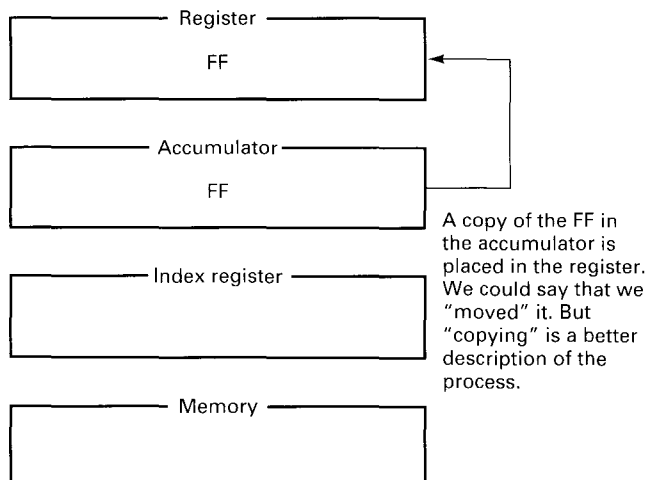 Register
FF
Accumulator
FF
A copy of the FF in
the accumulator is
placed in the register.
We could say that we
“moved” it. But
“copying” is a better
description of the
process.
Index register
Memory